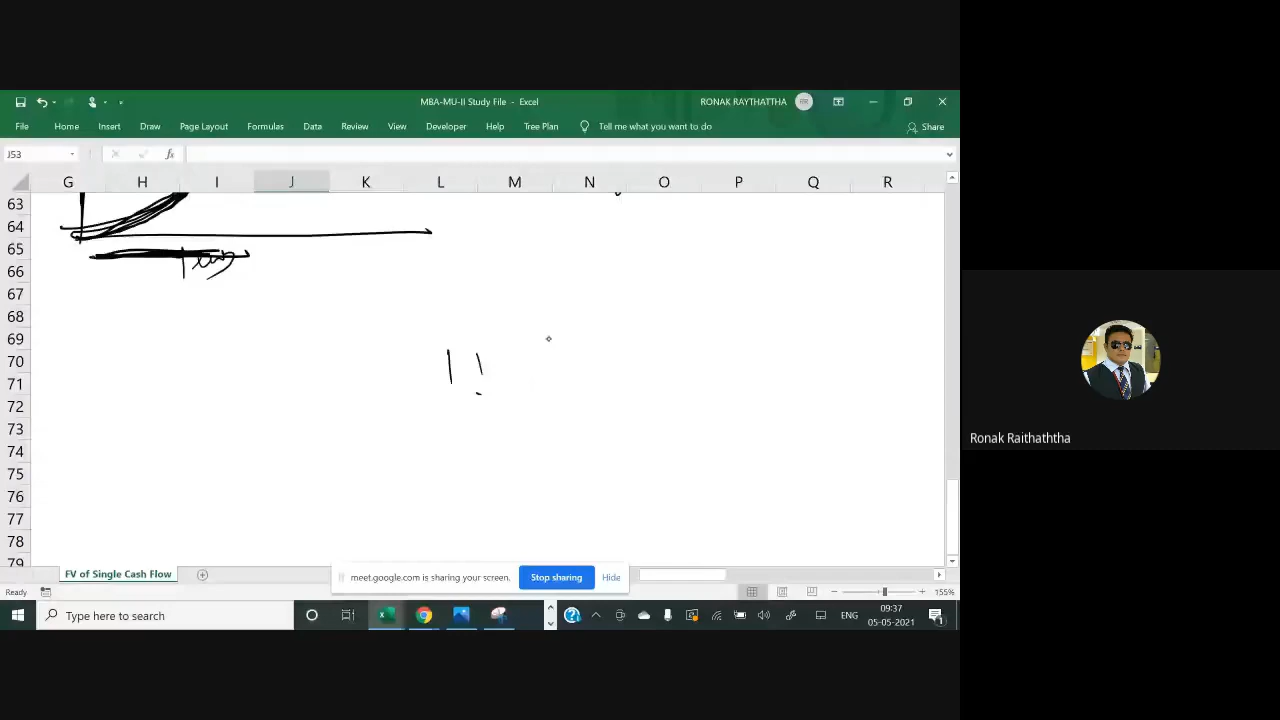 MBA-MU-II Study File - Excel
RONAK RAYTHATTHA RR
File Home Insert Draw Page Layout Formulas Data Review View Developer Help Tree Plan Tell me what you want to do Share
J53 fx
G H I J K L M N O P Q R
63
64
65
66
67
68
69
70
71
72
73
74
75
76
77
78
79
Ronak Raithaththa
FV of Single Cash Flow
meet.google.com is sharing your screen. Stop sharing Hide
Ready 155%
Type here to search
ENG
09:37
05-05-2021
1